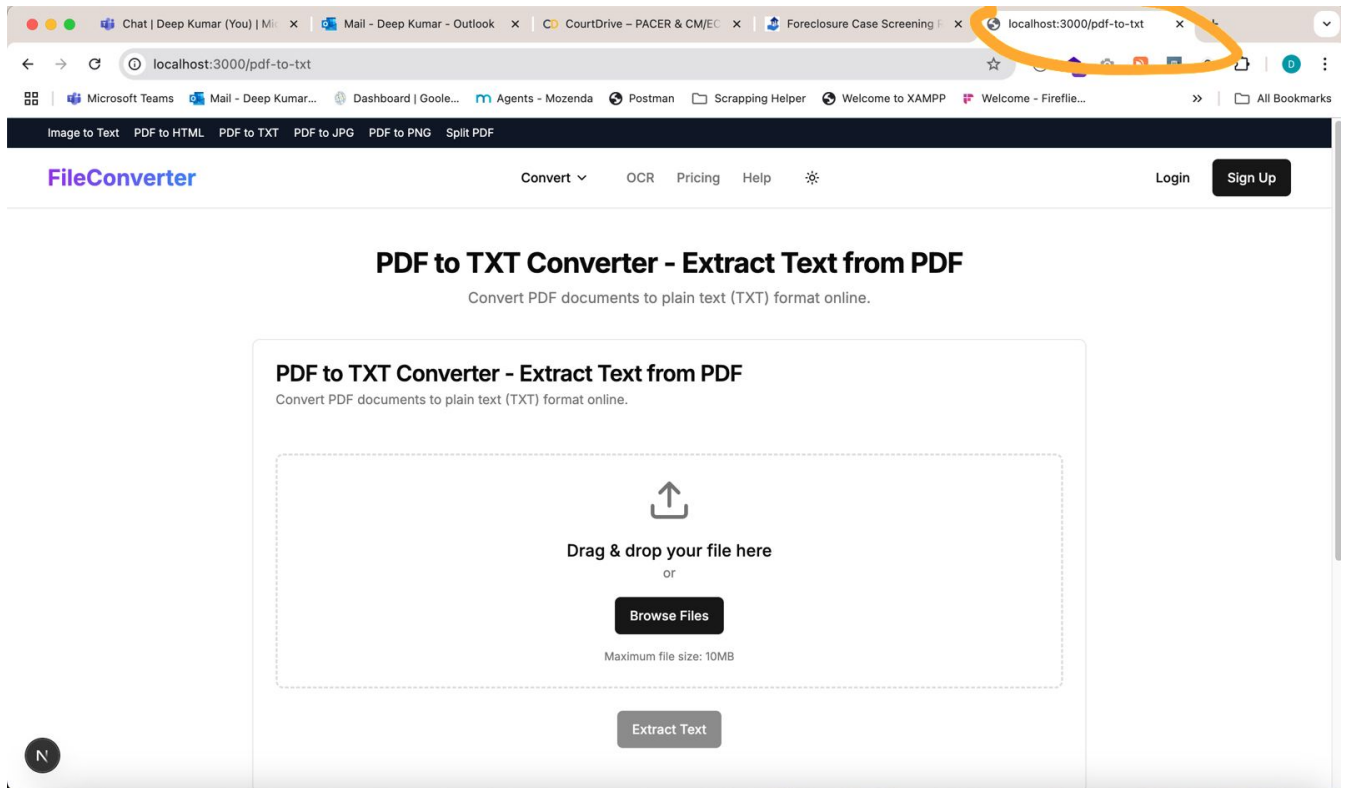 Chat | Deep Kumar (You) | Mic
Mail - Deep Kumar - Outlook
CD CourtDrive – PACER & CM/EC
Foreclosure Case Screening F
localhost:3000/pdf-to-txt
localhost:3000/pdf-to-txt
D
Microsoft Teams
Mail - Deep Kumar...
Dashboard | Goole...
Agents - Mozenda
Postman
Scrapping Helper
Welcome to XAMPP
Welcome - Fireflie...
All Bookmarks
Image to Text PDF to HTML PDF to TXT PDF to JPG PDF to PNG Split PDF
FileConverter
Convert OCR Pricing Help
Login Sign Up
PDF to TXT Converter - Extract Text from PDF
Convert PDF documents to plain text (TXT) format online.
PDF to TXT Converter - Extract Text from PDF
Convert PDF documents to plain text (TXT) format online.
Drag & drop your file here
or
Browse Files
Maximum file size: 10MB
Extract Text
N